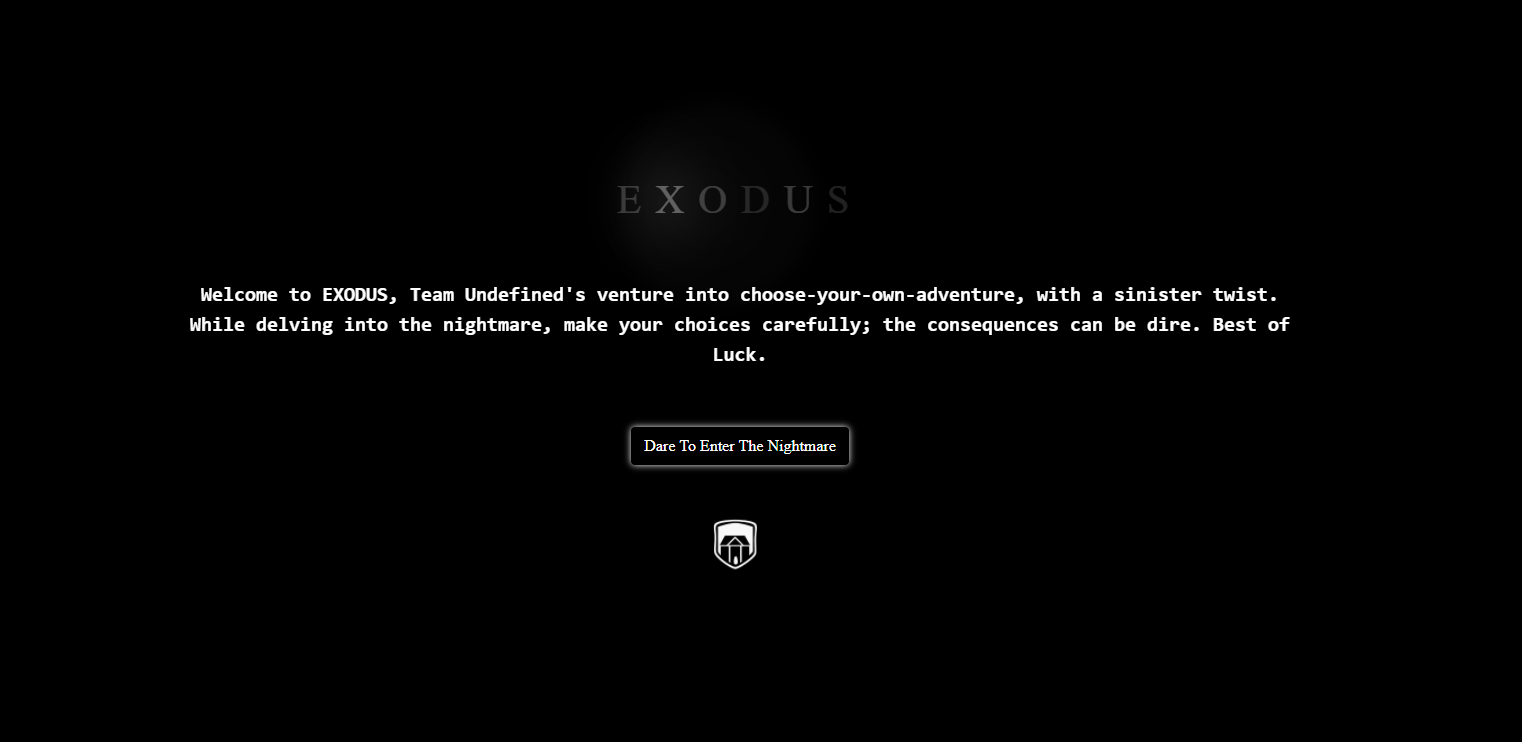 EXODUS
Welcome to EXODUS, Team Undefined's venture into choose-your-own-adventure, with a sinister twist.
While delving into the nightmare, make your choices carefully; the consequences can be dire. Best of
Luck.
Dare To Enter The Nightmare